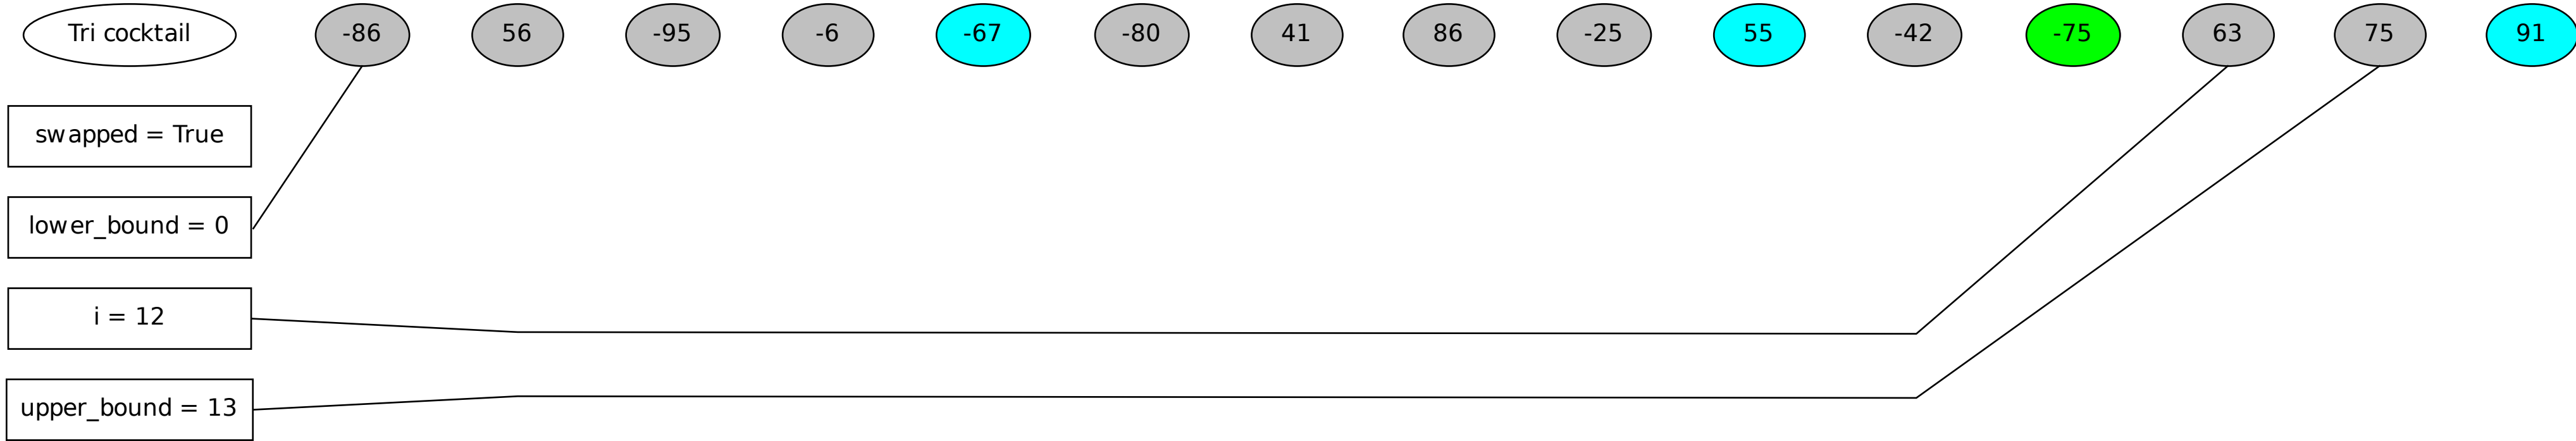 Tri cocktail -86 56 -95 -6 -67 -80 41 86 -25 55 -42 -75 63 75 91
swapped = True
lower_bound = 0
i = 12
upper_bound = 13